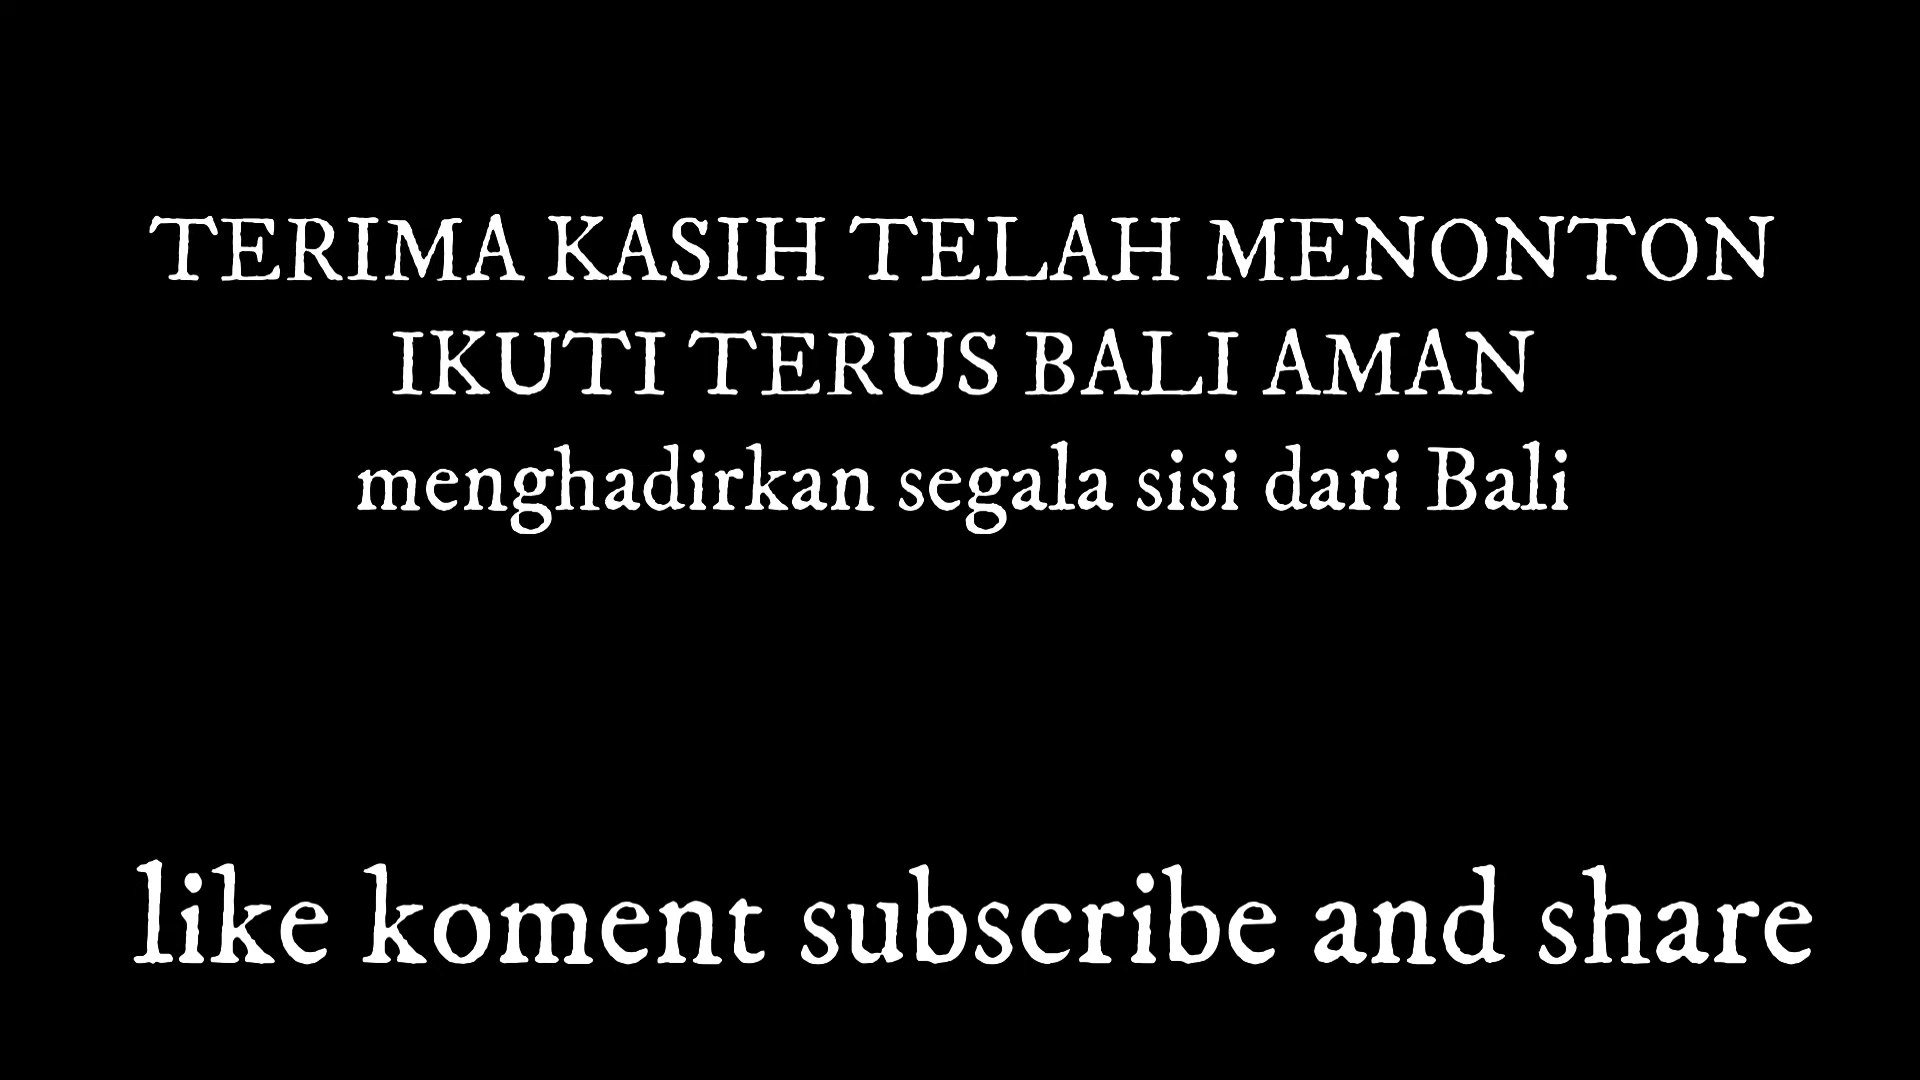 TERIMA KASIH TELAH MENONTON
IKUTI TERUS BALI AMAN
menghadirkan segala sisi dari Bali
like koment subscribe and share